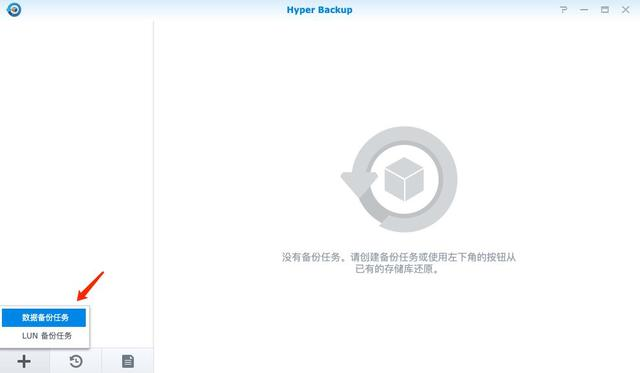 Hyper Backup
没有备份任务。请创建备份任务或使用左下角的按钮从
已有的存储库还原。
数据备份任务
LUN 备份任务